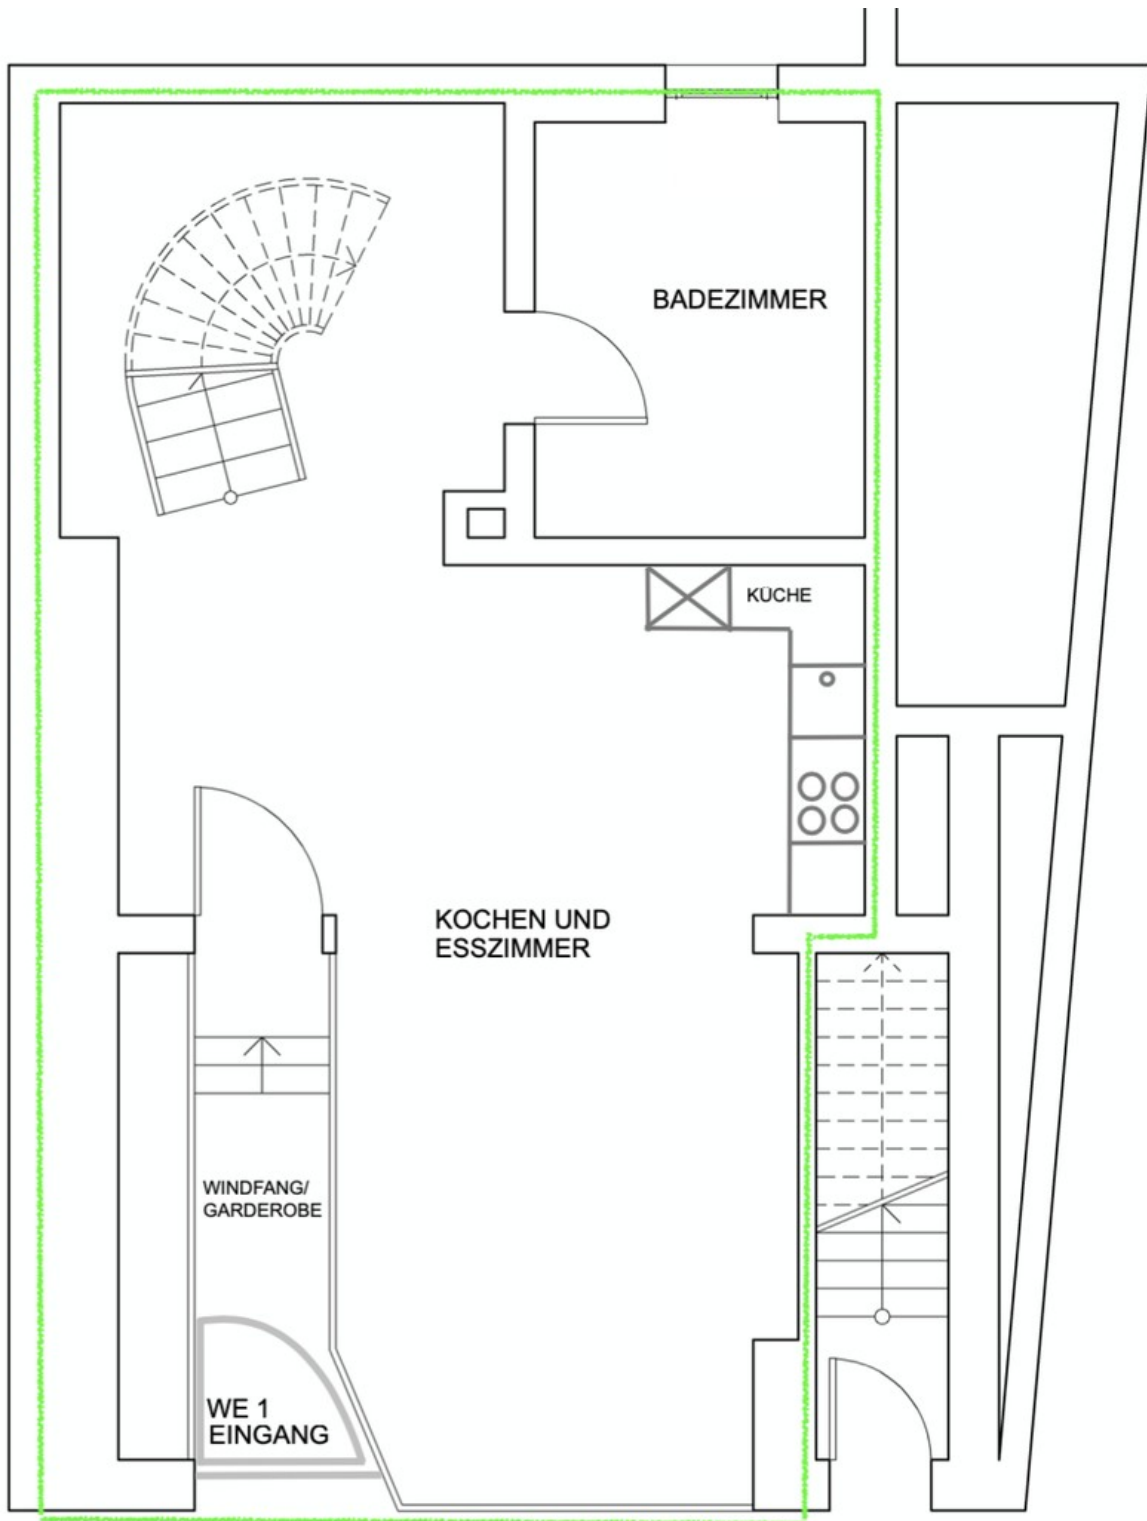 BADEZIMMER
KÜCHE
KOCHEN UND
ESSZIMMER
WINDFANG/
GARDEROBE
WE 1
EINGANG